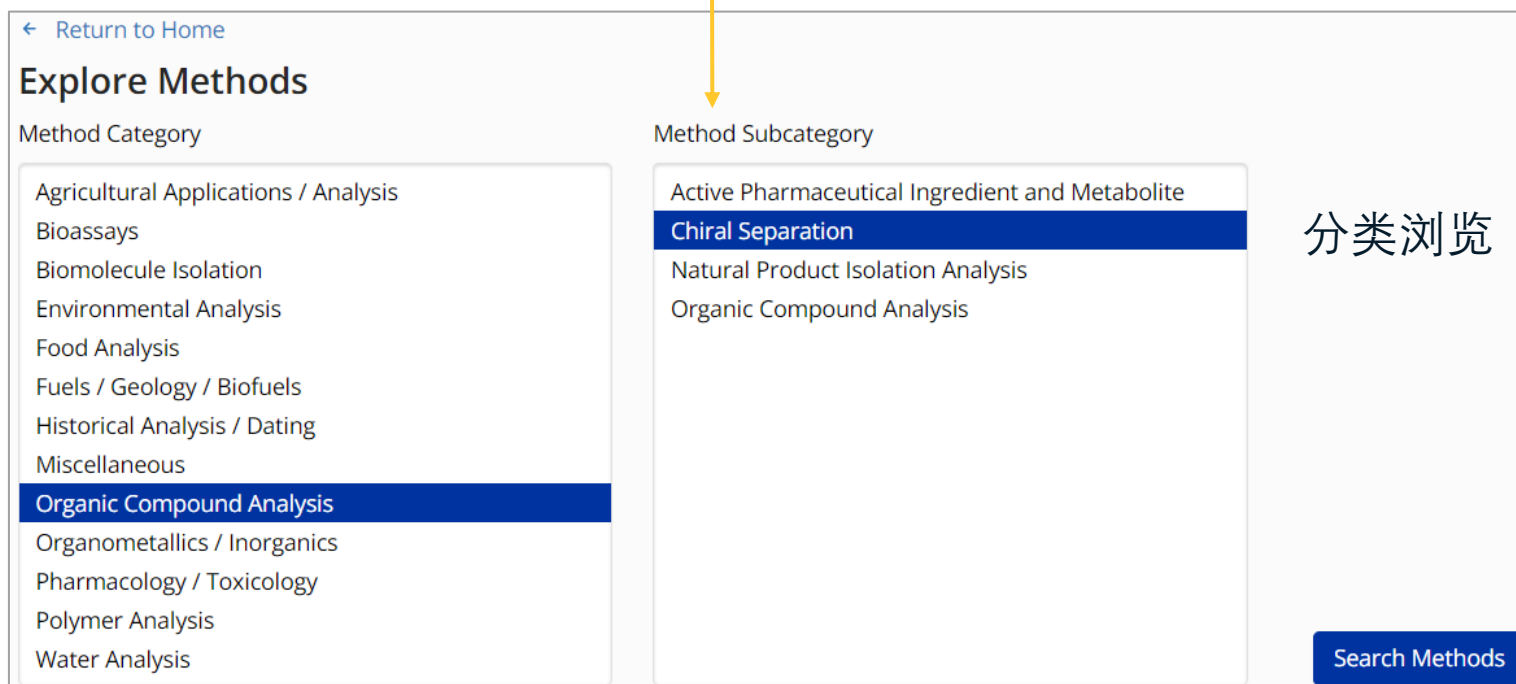 ← Return to Home
Explore Methods
Method Category
Agricultural Applications / Analysis
Bioassays
Biomolecule Isolation
Environmental Analysis
Food Analysis
Fuels / Geology / Biofuels
Historical Analysis / Dating
Miscellaneous
Organic Compound Analysis
Organometallics / Inorganics
Pharmacology / Toxicology
Polymer Analysis
Water Analysis
Method Subcategory
Active Pharmaceutical Ingredient and Metabolite
Chiral Separation
Natural Product Isolation Analysis
Organic Compound Analysis
分类浏览
Search Methods